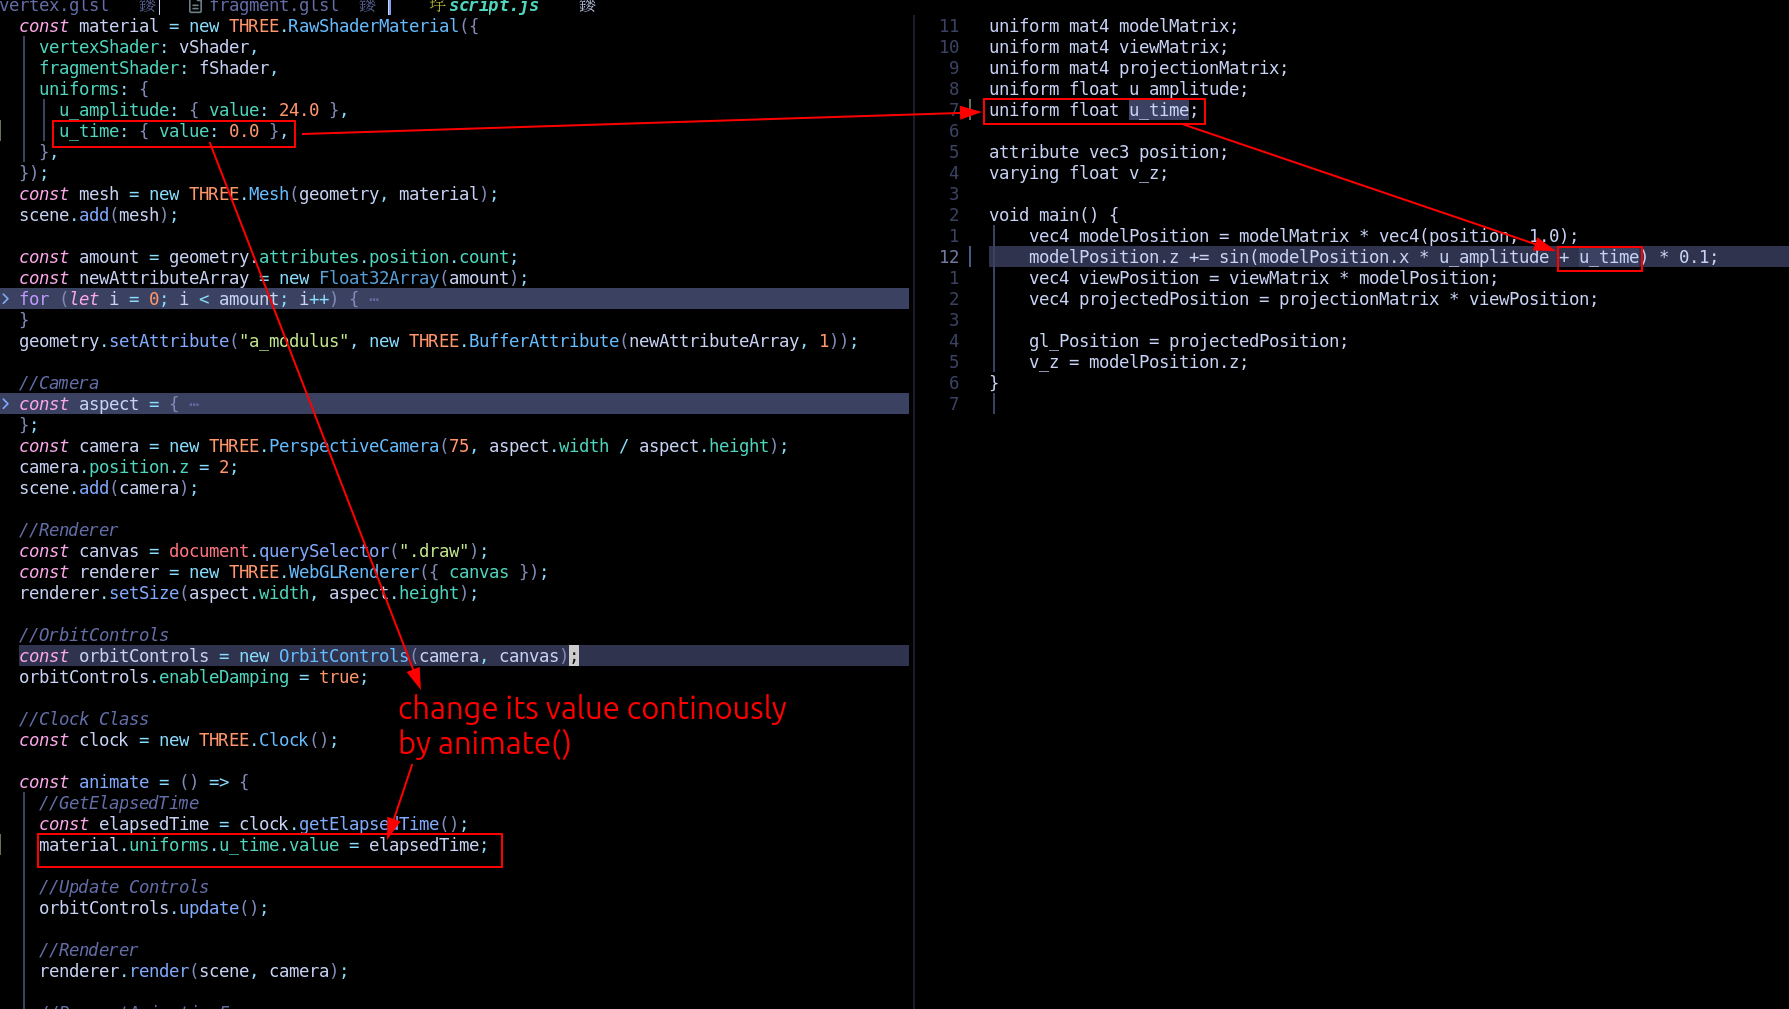 vertex.glsl fragment.glsl script.js
const material = new THREE.RawShaderMaterial({
vertexShader: vShader,
fragmentShader: fShader,
uniforms: {
u_amplitude: { value: 24.0 },
u_time: { value: 0.0 },
},
});
const mesh = new THREE.Mesh(geometry, material);
scene.add(mesh);
const amount = geometry.attributes.position.count;
const newAttributeArray = new Float32Array(amount);
for (let i = 0; i < amount; i++) { ⋯
}
geometry.setAttribute("a_modulus", new THREE.BufferAttribute(newAttributeArray, 1));
//Camera
const aspect = { ⋯
};
const camera = new THREE.PerspectiveCamera(75, aspect.width / aspect.height);
camera.position.z = 2;
scene.add(camera);
//Renderer
const canvas = document.querySelector(".draw");
const renderer = new THREE.WebGLRenderer({ canvas });
renderer.setSize(aspect.width, aspect.height);
//OrbitControls
const orbitControls = new OrbitControls(camera, canvas);
orbitControls.enableDamping = true;
change its value continously
by animate()
//Clock Class
const clock = new THREE.Clock();
const animate = () => {
//GetElapsedTime
const elapsedTime = clock.getElapsedTime();
material.uniforms.u_time.value = elapsedTime;
//Update Controls
orbitControls.update();
//Renderer
renderer.render(scene, camera);
11 uniform mat4 modelMatrix;
10 uniform mat4 viewMatrix;
9 uniform mat4 projectionMatrix;
8 uniform float u_amplitude;
7 uniform float u_time;
6
5 attribute vec3 position;
4 varying float v_z;
3
2 void main() {
1 vec4 modelPosition = modelMatrix * vec4(position, 1.0);
12 modelPosition.z += sin(modelPosition.x * u_amplitude + u_time) * 0.1;
1 vec4 viewPosition = viewMatrix * modelPosition;
2 vec4 projectedPosition = projectionMatrix * viewPosition;
3
4 gl_Position = projectedPosition;
5 v_z = modelPosition.z;
6 }
7